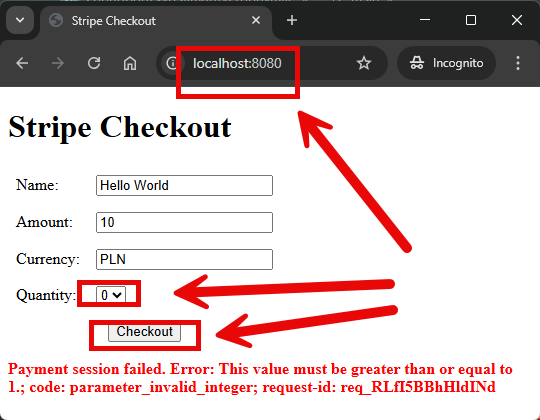 Stripe Checkout
localhost:8080
Incognito
Stripe Checkout
Name: Hello World
Amount: 10
Currency: PLN
Quantity: 0
Checkout
Payment session failed. Error: This value must be greater than or equal to
1.; code: parameter_invalid_integer; request-id: req_RLfI5BBhHldINd